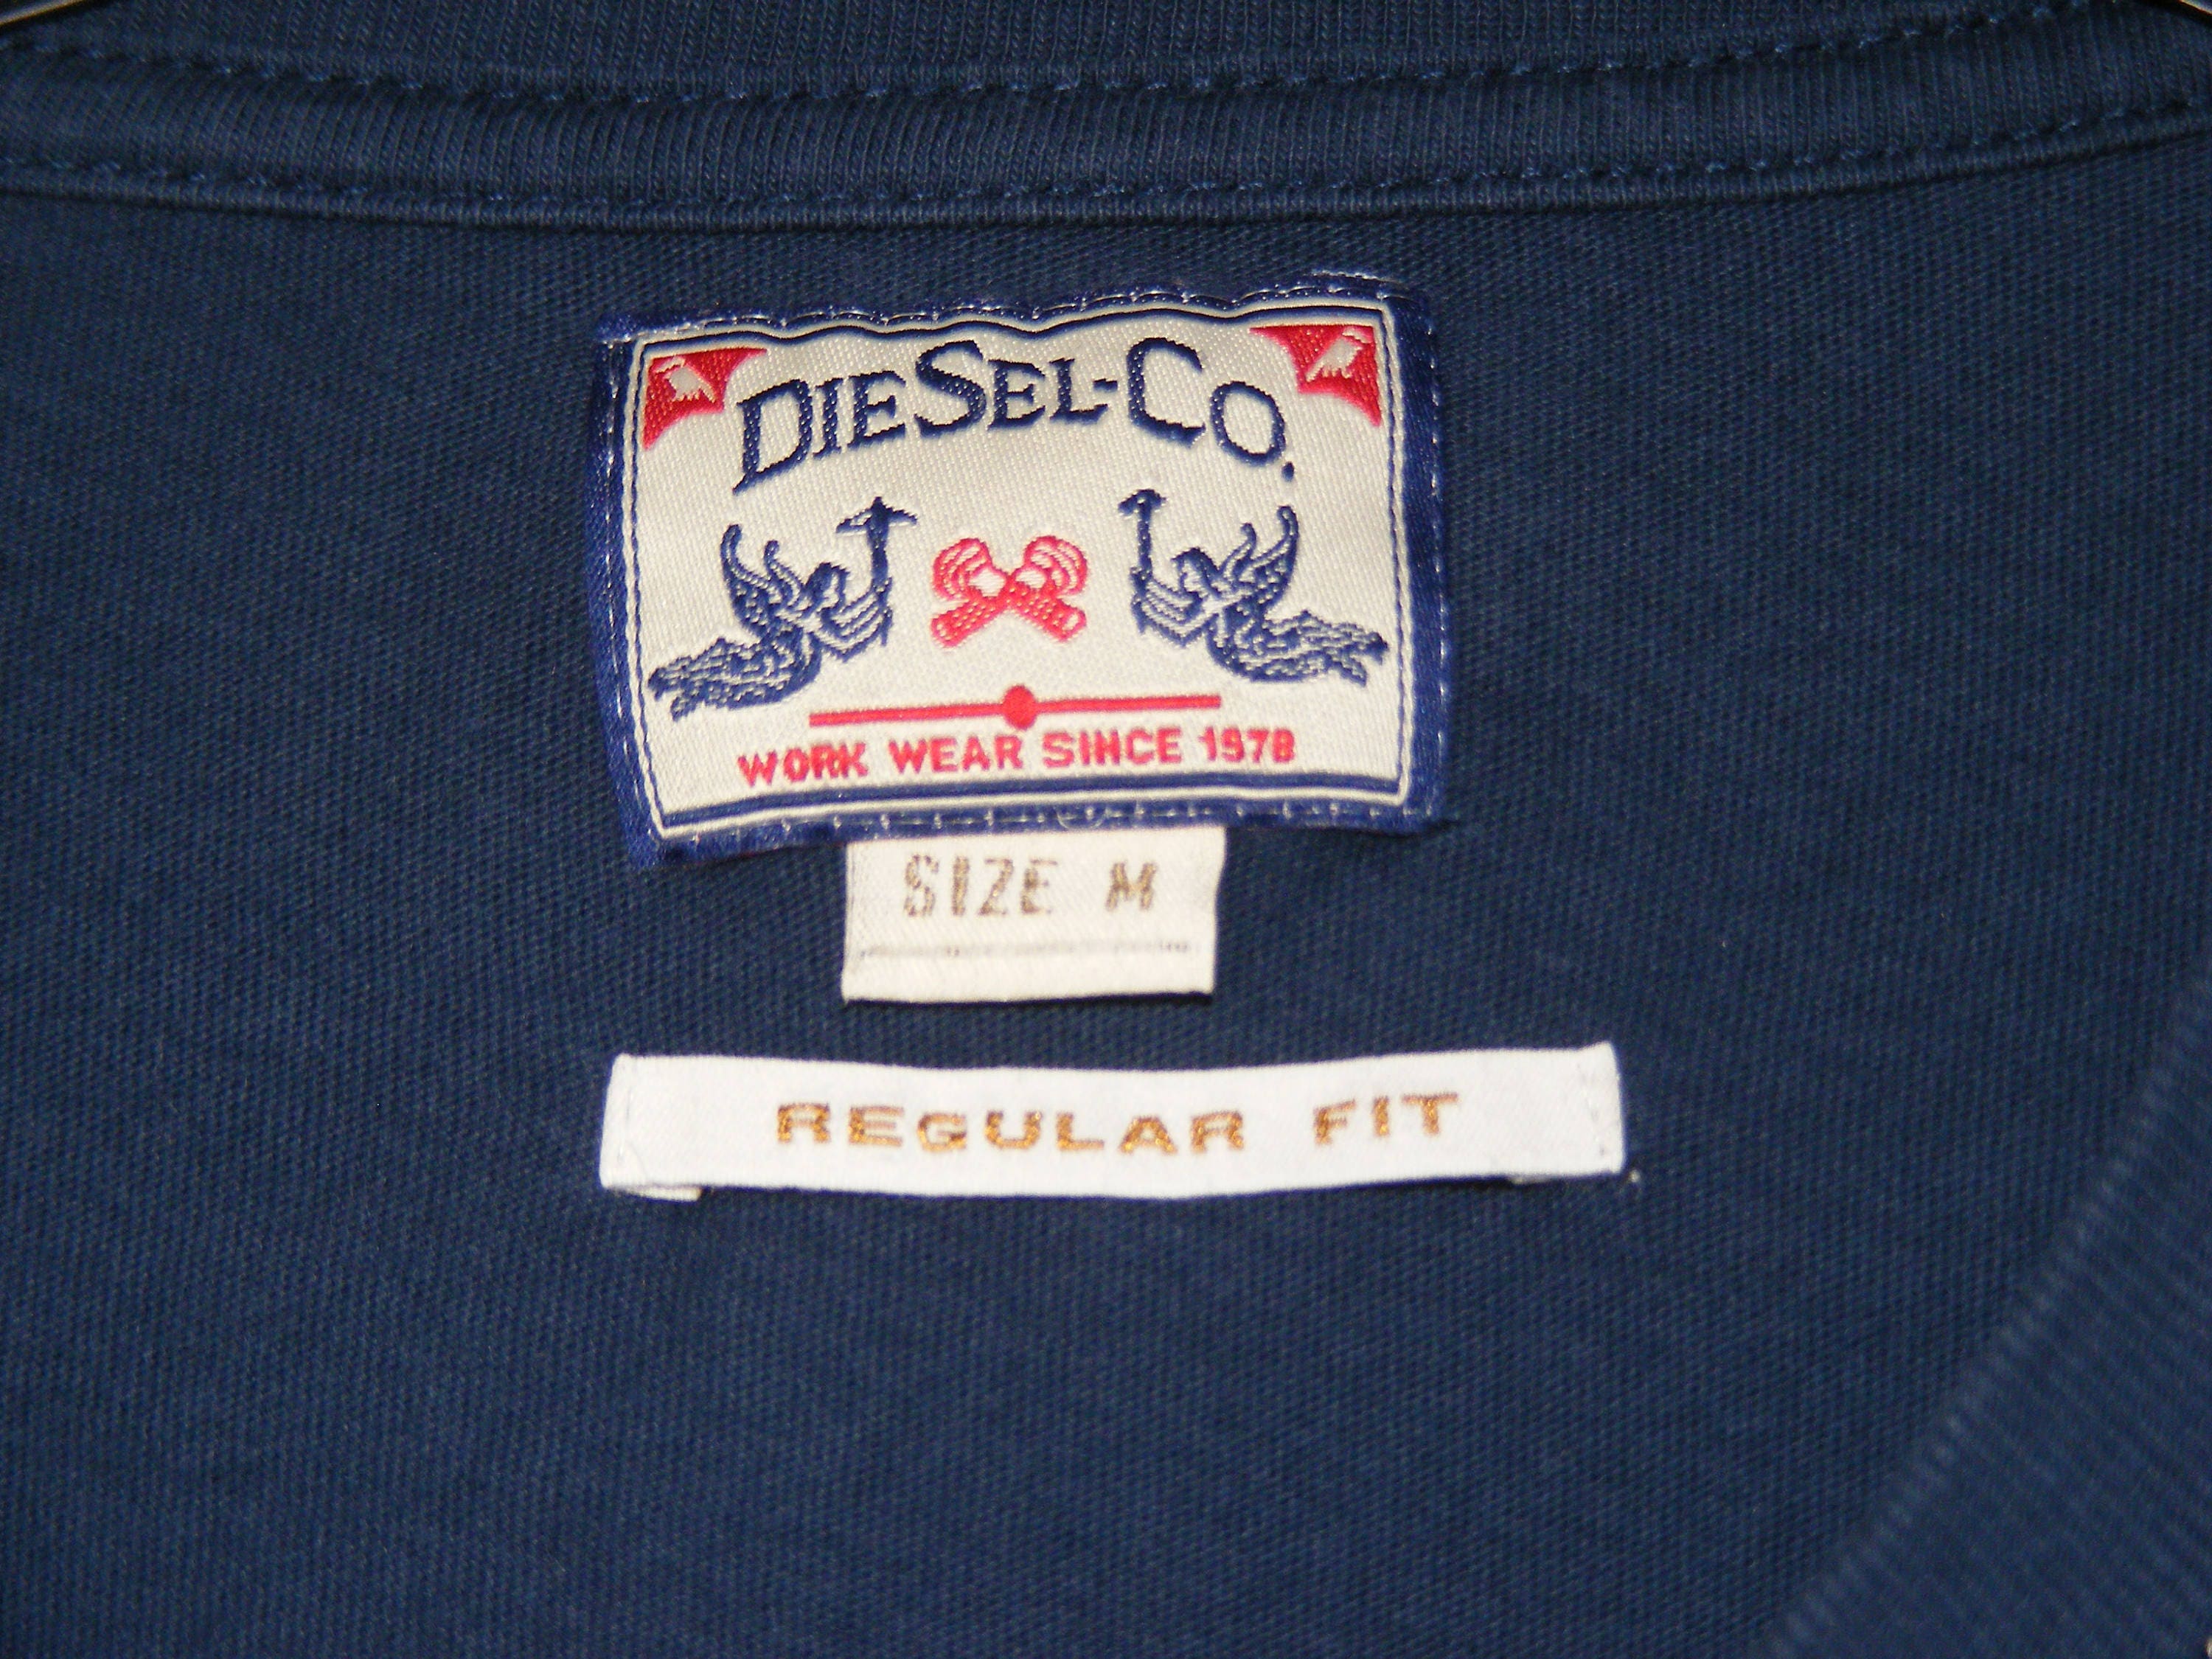 DIESEL-CO.
WORK WEAR SINCE 1978
SIZE M
REGULAR FIT